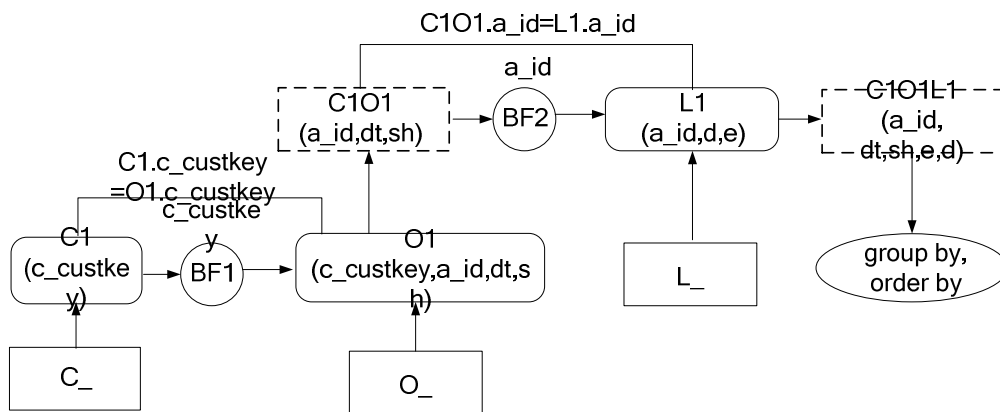 C1O1.a_id=L1.a_id
a_id
C1O1
(a_id,dt,sh)
BF2
L1
(a_id,d,e)
C1O1L1
(a_id,
dt,sh,e,d)
C1.c_custkey
=O1.c_custkey
c_custke
y
C1
(c_custke
y)
BF1
O1
(c_custkey,a_id,dt,s
h)
L_
group by,
order by
C_
O_